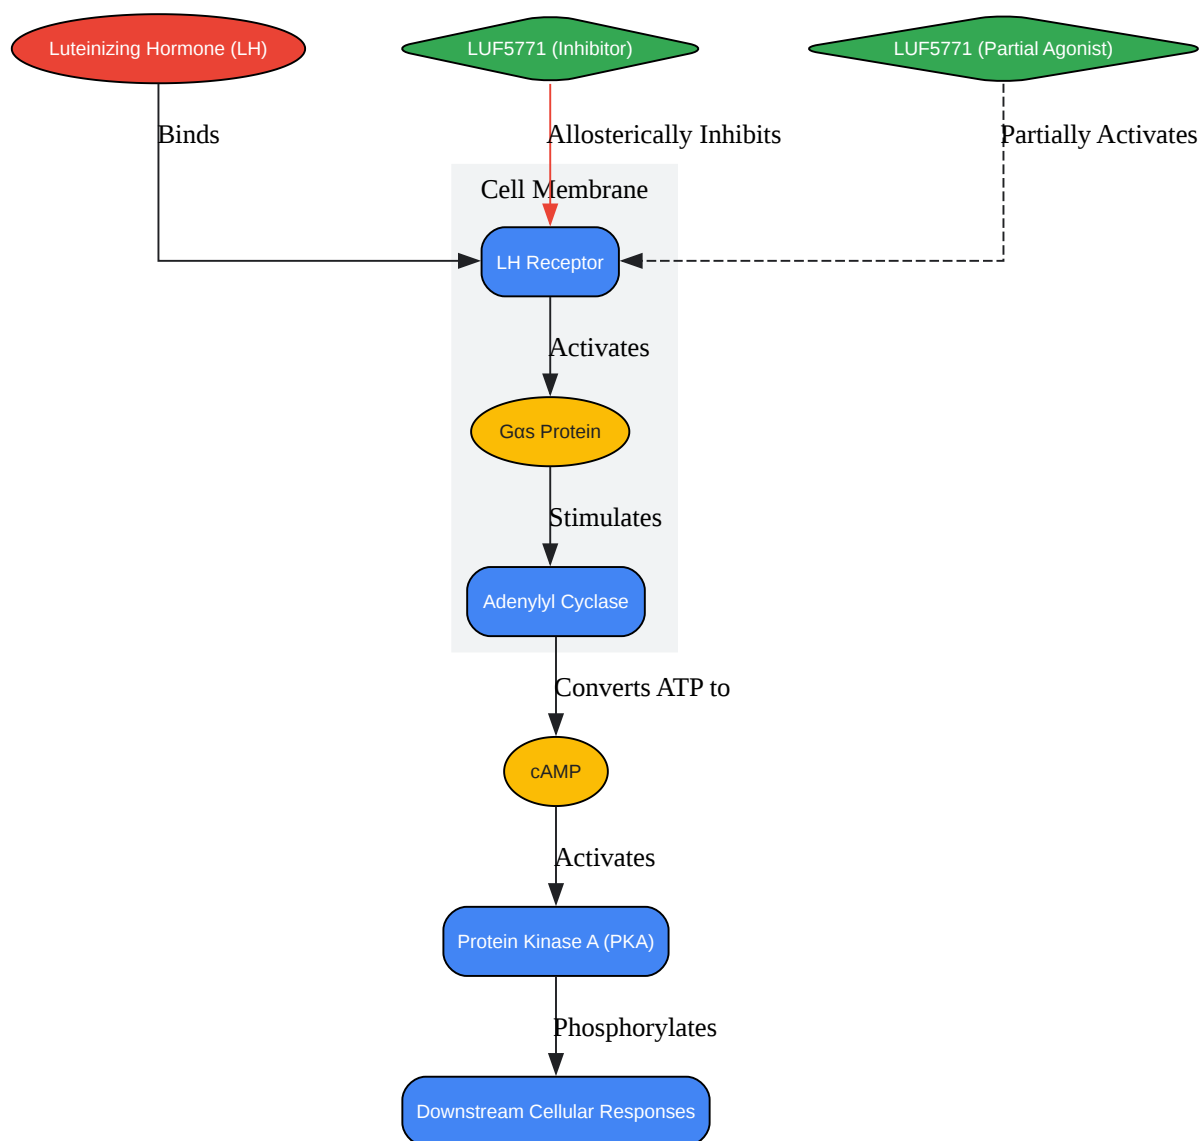 Luteinizing Hormone (LH)
LUF5771 (Inhibitor)
LUF5771 (Partial Agonist)
Binds
Allosterically Inhibits
Partially Activates
Cell Membrane
LH Receptor
Activates
Gαs Protein
Stimulates
Adenylyl Cyclase
Converts ATP to
cAMP
Activates
Protein Kinase A (PKA)
Phosphorylates
Downstream Cellular Responses